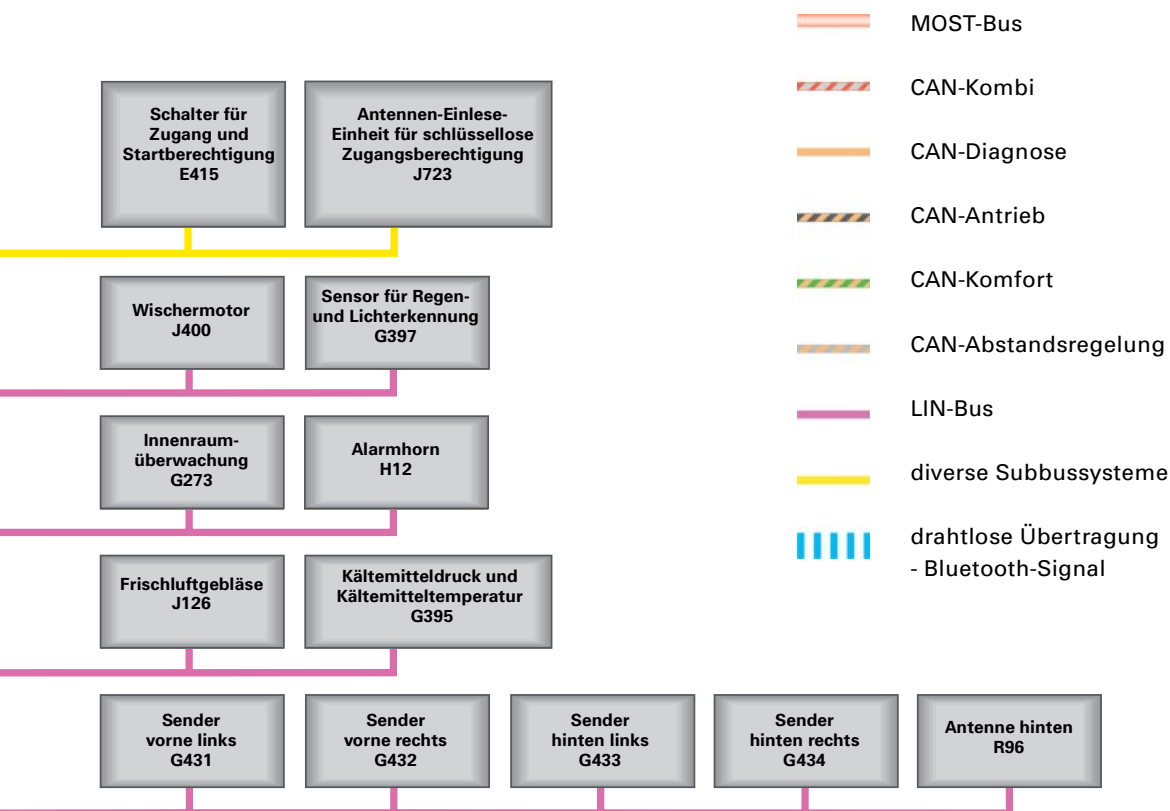 Schalter für
Zugang und
Startberechtigung
E415
Antennen-Einlese-
Einheit für schlüssellose
Zugangsberechtigung
J723
Wischermotor
J400
Sensor für Regen-
und Lichterkennung
G397
Innenraum-
überwachung
G273
Alarmhorn
H12
Frischluftgebläse
J126
Kältemitteldruck und
Kältemitteltemperatur
G395
Sender
vorne links
G431
Sender
vorne rechts
G432
Sender
hinten links
G433
Sender
hinten rechts
G434
Antenne hinten
R96
MOST-Bus
CAN-Kombi
CAN-Diagnose
CAN-Antrieb
CAN-Komfort
CAN-Abstandsregelung
LIN-Bus
diverse Subbussysteme
drahtlose Übertragung
- Bluetooth-Signal